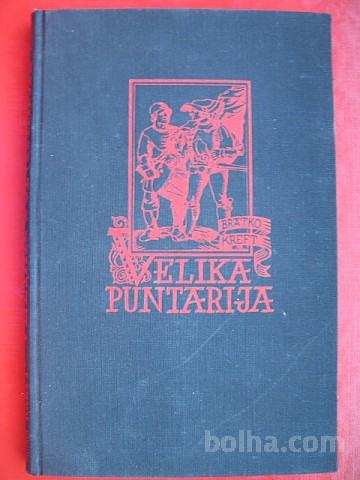 BRATKO
KREFT
VELIKA
PUNTARIJA
bolha.com